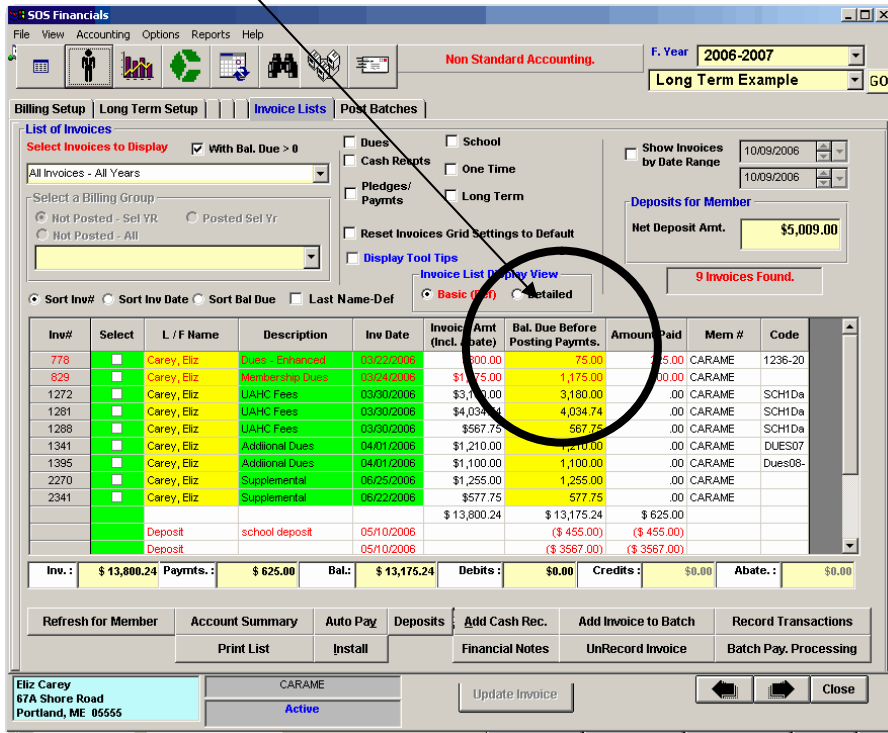 SOS Financials
File View Accounting Options Reports Help
Non Standard Accounting.
F. Year 2006-2007
Long Term Example GO
Billing Setup Long Term Setup Invoice Lists Post Batches
List of Invoices
Select Invoices to Display With Bal. Due > 0
All Invoices - All Years
Select a Billing Group
Not Posted - Sel YR Posted Sel Yr
Not Posted - All
Dues School
Cash Recpts One Time
Pledges/ Paymts Long Term
Reset Invoices Grid Settings to Default
Display Tool Tips
Show Invoices by Date Range 10/09/2006
10/09/2006
Deposits for Member
Net Deposit Amt. $5,009.00
9 Invoices Found.
Invoice List Display View
Basic (Def) Detailed
Sort Inv# Sort Inv Date Sort Bal Due Last Name-Def
Inv# Select L / F Name Description Inv Date Invoice Amt (Incl. Abate) Bal. Due Before Posting Paymts. Amount Paid Mem # Code
778 Carey, Eliz Dues - Enhanced 03/22/2006 75.00 CARAME 1236-20
829 Carey, Eliz Membership Dues 03/24/2006 1,175.00 CARAME
1272 Carey, Eliz UAHC Fees 03/30/2006 3,180.00 .00 CARAME SCH1Da
1281 Carey, Eliz UAHC Fees 03/30/2006 $4,034.74 4,034.74 .00 CARAME SCH1Da
1288 Carey, Eliz UAHC Fees 03/30/2006 $567.75 567.75 .00 CARAME SCH1Da
1341 Carey, Eliz Addiional Dues 04/01/2006 $1,210.00 1,210.00 .00 CARAME DUES07
1395 Carey, Eliz Addiional Dues 04/01/2006 $1,100.00 1,100.00 .00 CARAME Dues08-
2270 Carey, Eliz Supplemental 06/25/2006 $1,255.00 1,255.00 .00 CARAME
2341 Carey, Eliz Supplemental 06/22/2006 $577.75 577.75 .00 CARAME
$ 13,800.24 $ 13,175.24 $ 625.00
Deposit school deposit 05/10/2006 ($ 455.00) ($ 455.00)
Deposit 05/10/2006 ($ 3567.00) ($ 3567.00)
Inv. : $ 13,800.24 Paymts. : $ 625.00 Bal.: $ 13,175.24 Debits : $0.00 Credits : $0.00 Abate. : $0.00
Refresh for Member Account Summary Auto Pay Deposits Add Cash Rec. Add Invoice to Batch Record Transactions
Print List Install Financial Notes UnRecord Invoice Batch Pay. Processing
Eliz Carey
67A Shore Road
Portland, ME 05555
CARAME
Active
Update Invoice
Close